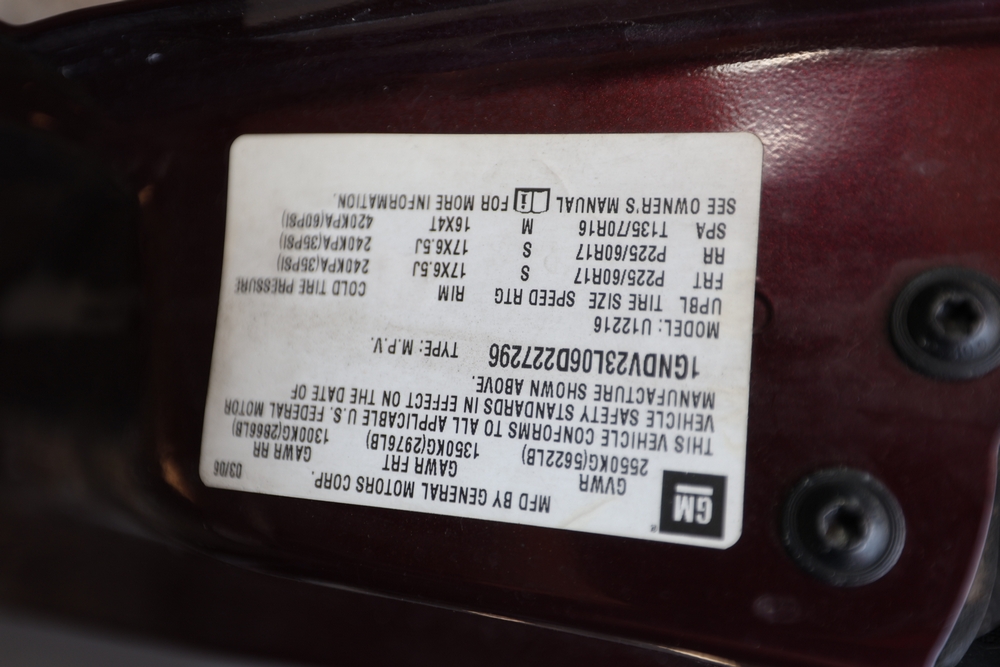 GM
MFD BY GENERAL MOTORS CORP. 03/06
GVWR GAWR FRT GAWR RR
2550KG(5622LB) 1350KG(2976LB) 1300KG(2866LB)
THIS VEHICLE CONFORMS TO ALL APPLICABLE U.S. FEDERAL MOTOR
VEHICLE SAFETY STANDARDS IN EFFECT ON THE DATE OF
MANUFACTURE SHOWN ABOVE.
1GNDV23L06D227296 TYPE: M.P.V.
MODEL: U12216
UPBL TIRE SIZE SPEED RTG RIM COLD TIRE PRESSURE
FRT P225/60R17 S 17X6.5J 240KPA(35PSI)
RR P225/60R17 S 17X6.5J 240KPA(35PSI)
SPA T135/70R16 M 16X4T 420KPA(60PSI)
SEE OWNER'S MANUAL FOR MORE INFORMATION.